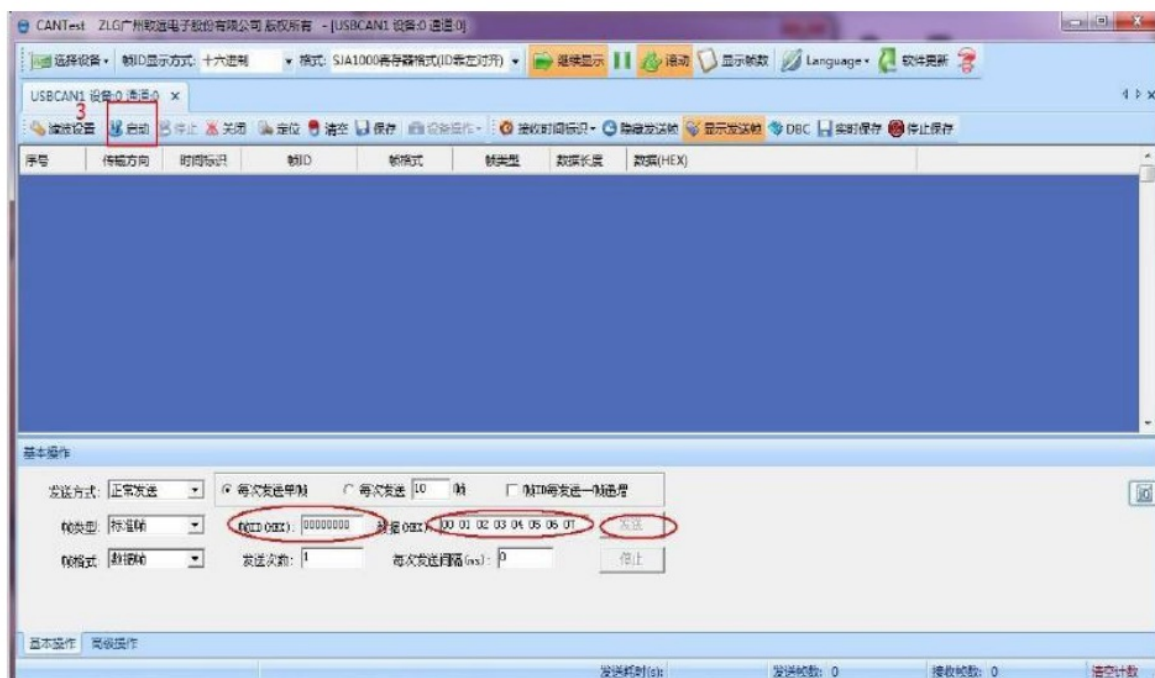 CANTest ZLG广州致远电子股份有限公司 版权所有 - [USBCAN1 设备:0 通道:0]
选择设备 帧ID显示方式: 十六进制 格式: SJA1000寄存器格式(ID靠左对齐) 继续显示 滚动 显示帧数 Language 软件更新
USBCAN1 设备:0 通道:0 ×
3
滤波设置 启动 停止 关闭 定位 清空 保存 设备操作 接收时间标识 隐藏发送帧 显示发送帧 DBC 实时保存 停止保存
序号 传输方向 时间标识 帧ID 帧格式 帧类型 数据长度 数据(HEX)
基本操作
发送方式: 正常发送 每次发送单帧 每次发送 10 帧 帧ID每发送一帧递增
帧类型: 标准帧 帧ID(HEX): 00000000 数据(HEX): 00 01 02 03 04 05 06 07 发送
帧格式: 数据帧 发送次数: 1 每次发送间隔(ms): 0 停止
基本操作 高级操作
发送耗时(s): 发送帧数: 0 接收帧数: 0 清空计数